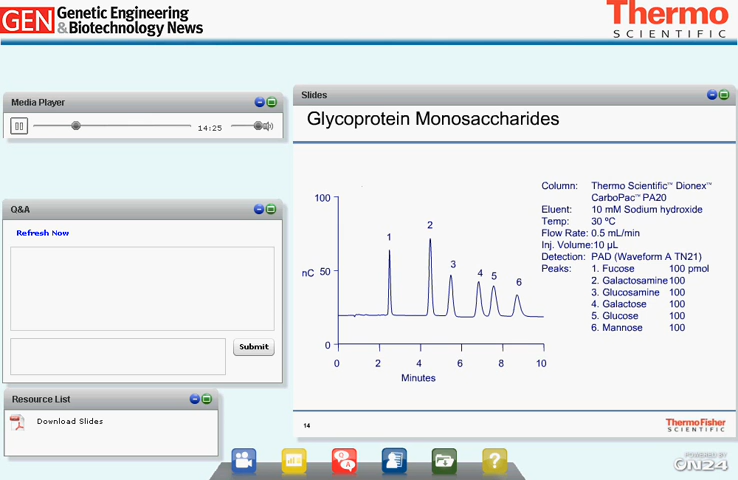 GEN Genetic Engineering
&Biotechnology News
Thermo
SCIENTIFIC
Media Player
14:25
Q&A
Refresh Now
Submit
Resource List
Download Slides
Slides
Glycoprotein Monosaccharides
Column: Thermo Scientific™ Dionex™
CarboPac™ PA20
Eluent: 10 mM Sodium hydroxide
Temp: 30 ºC
Flow Rate: 0.5 mL/min
Inj. Volume:10 µL
Detection: PAD (Waveform A TN21)
Peaks: 1. Fucose 100 pmol
2. Galactosamine 100
3. Glucosamine 100
4. Galactose 100
5. Glucose 100
6. Mannose 100
100
nC 50
0
1 2 3 4 5 6
0 2 4 6 8 10
Minutes
14
ThermoFisher
SCIENTIFIC
Q A
?
POWERED BY
ON24